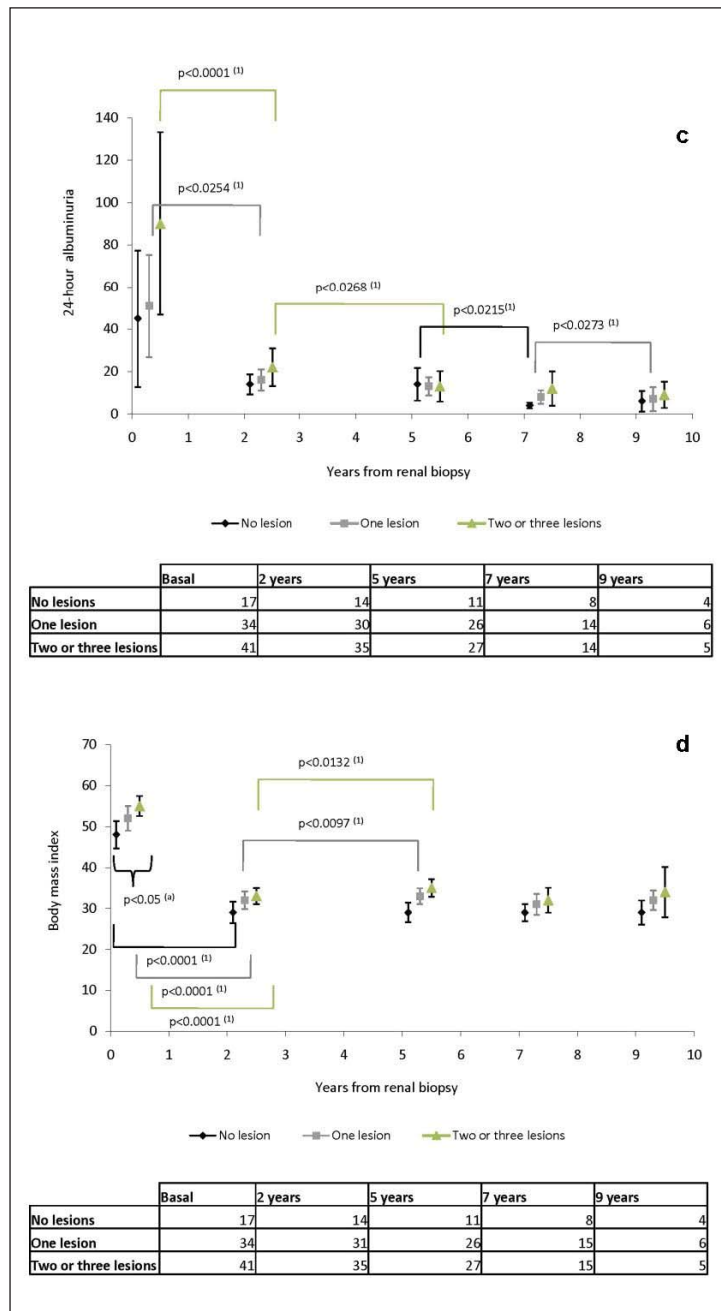 p<0.0001 (1)
c
140
120
p<0.0254 (1)
100
80
24-hour albuminuria
60
p<0.0268 (1)
p<0.0215(1)
p<0.0273 (1)
40
20
0
0 1 2 3 4 5 6 7 8 9 10
Years from renal biopsy
No lesion One lesion Two or three lesions
Basal 2 years 5 years 7 years 9 years
No lesions 17 14 11 8 4
One lesion 34 30 26 14 6
Two or three lesions 41 35 27 14 5
d
70
p<0.0132 (1)
60
p<0.0097 (1)
50
40
Body mass index
p<0.05 (a)
30
20
p<0.0001 (1)
10
p<0.0001 (1)
p<0.0001 (1)
0
0 1 2 3 4 5 6 7 8 9 10
Years from renal biopsy
No lesion One lesion Two or three lesions
Basal 2 years 5 years 7 years 9 years
No lesions 17 14 11 8 4
One lesion 34 31 26 15 6
Two or three lesions 41 35 27 15 5